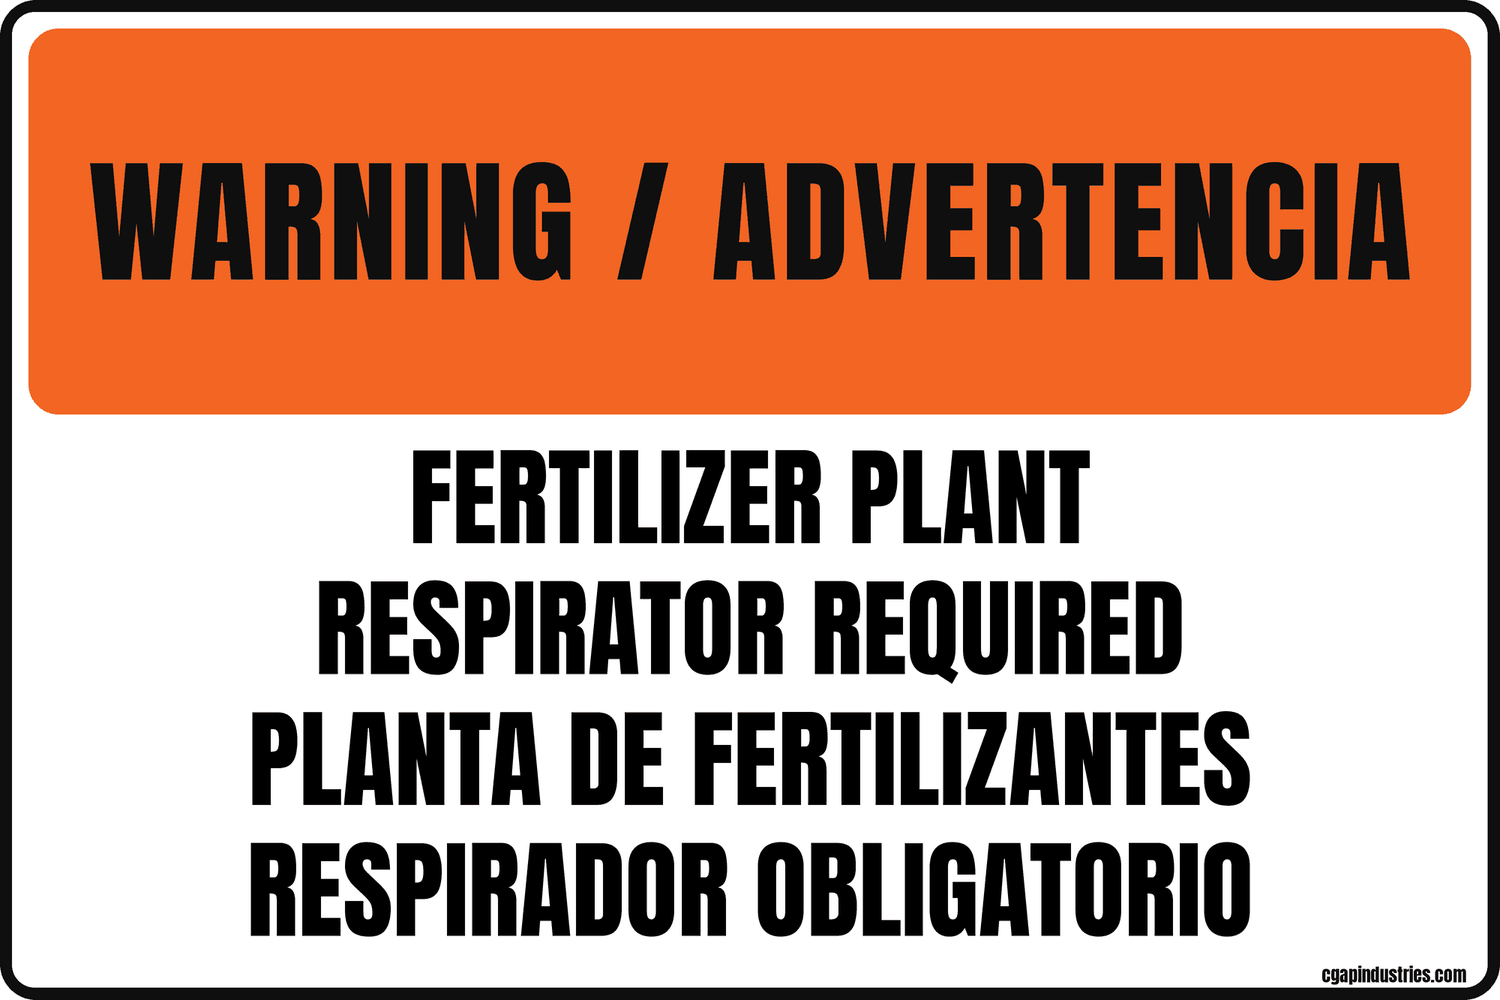 WARNING / ADVERTENCIA
FERTILIZER PLANT
RESPIRATOR REQUIRED
PLANTA DE FERTILIZANTES
RESPIRADOR OBLIGATORIO
cgapindustries.com